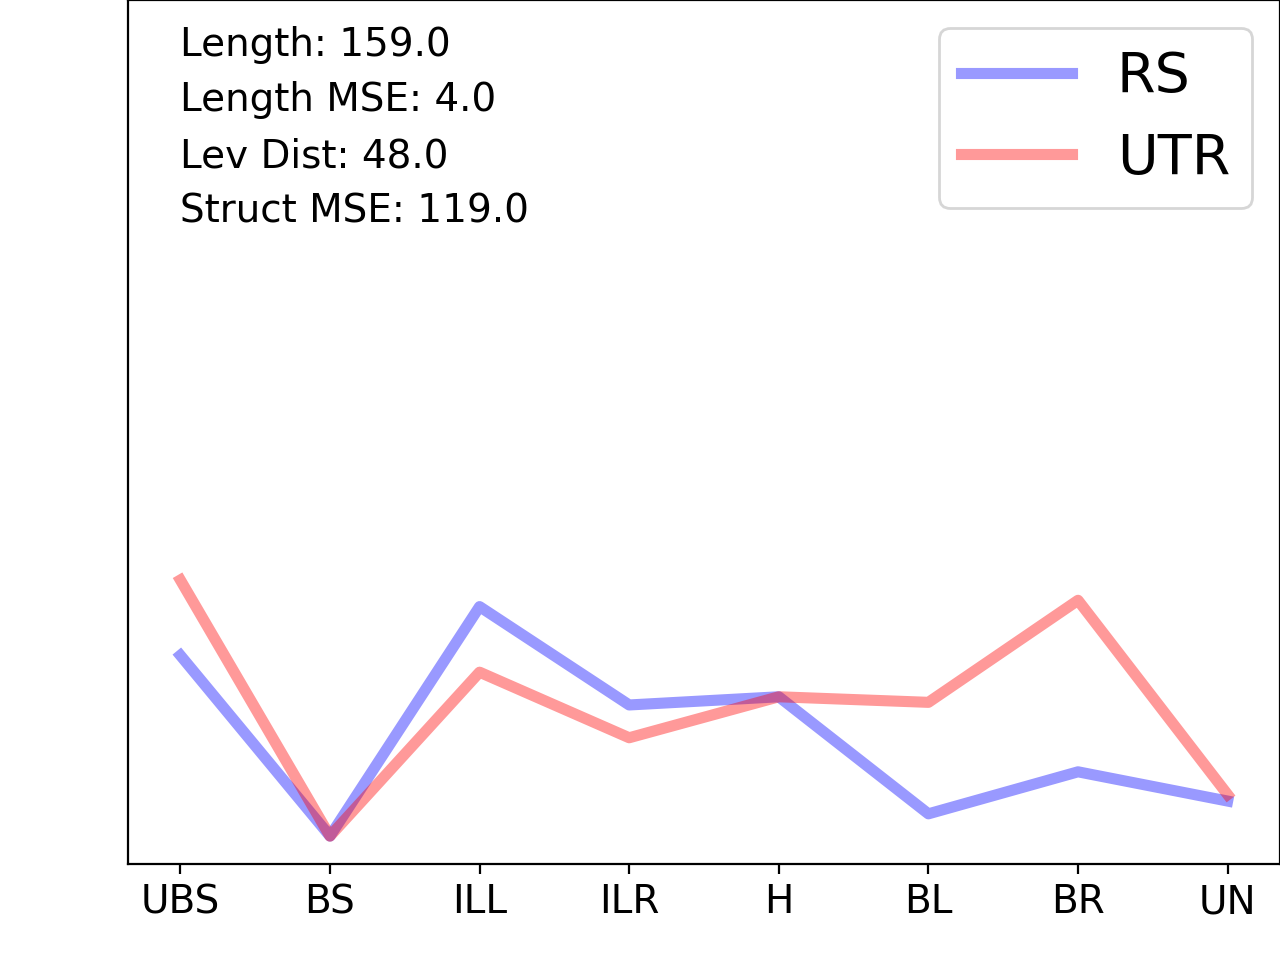 Length: 159.0
Length MSE: 4.0
Lev Dist: 48.0
Struct MSE: 119.0
RS
UTR
UBS BS ILL ILR H BL BR UN